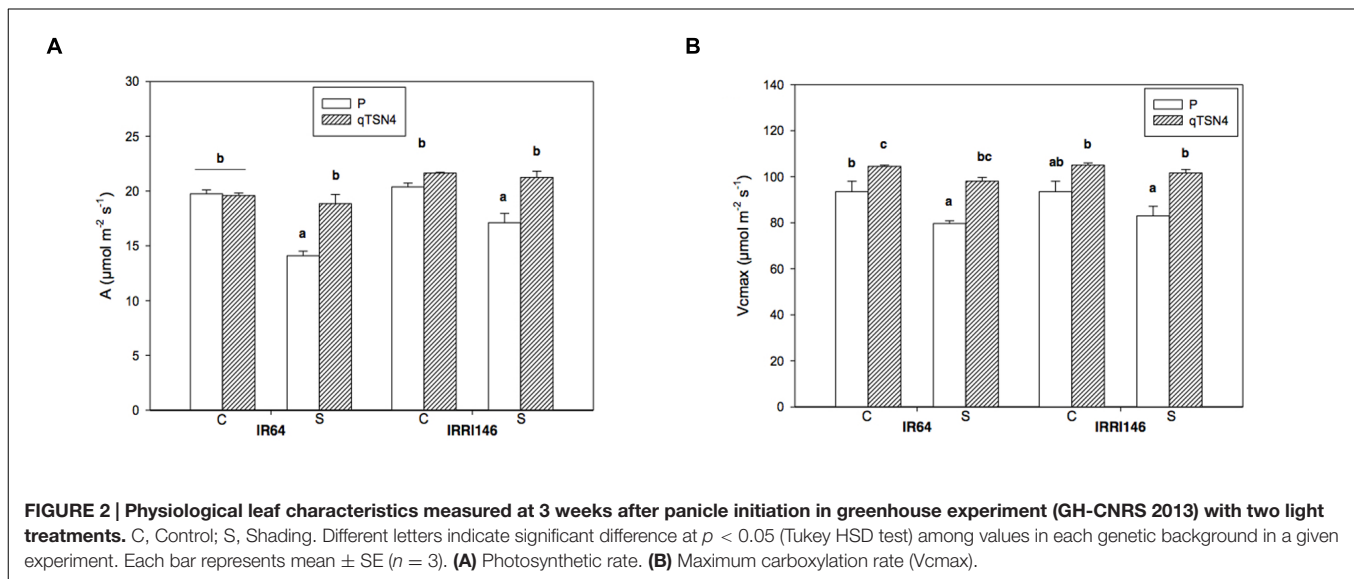 A
B
30
25
20
15
10
5
0
A (µmol m⁻² s⁻¹)
P
qTSN4
b
a
b
b
a
b
C
S
C
S
IR64
IRRI146
140
120
100
80
60
40
20
0
Vcmax (µmol m⁻² s⁻¹)
P
qTSN4
b
c
a
bc
ab
b
a
b
C
S
C
S
IR64
IRRI146
FIGURE 2 | Physiological leaf characteristics measured at 3 weeks after panicle initiation in greenhouse experiment (GH-CNRS 2013) with two light
treatments. C, Control; S, Shading. Different letters indicate significant difference at p < 0.05 (Tukey HSD test) among values in each genetic background in a given
experiment. Each bar represents mean ± SE (n = 3). (A) Photosynthetic rate. (B) Maximum carboxylation rate (Vcmax).